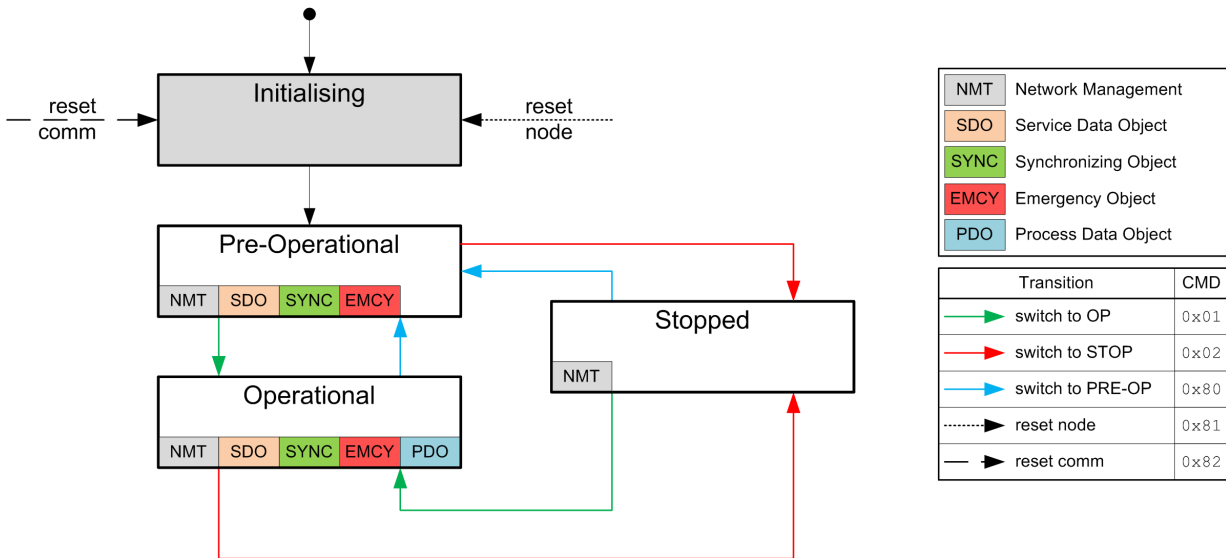 Initialising
reset
comm
reset
node
Pre-Operational
NMT SDO SYNC EMCY
Stopped
NMT
Operational
NMT SDO SYNC EMCY PDO
NMT Network Management
SDO Service Data Object
SYNC Synchronizing Object
EMCY Emergency Object
PDO Process Data Object
Transition CMD
switch to OP 0x01
switch to STOP 0x02
switch to PRE-OP 0x80
reset node 0x81
reset comm 0x82